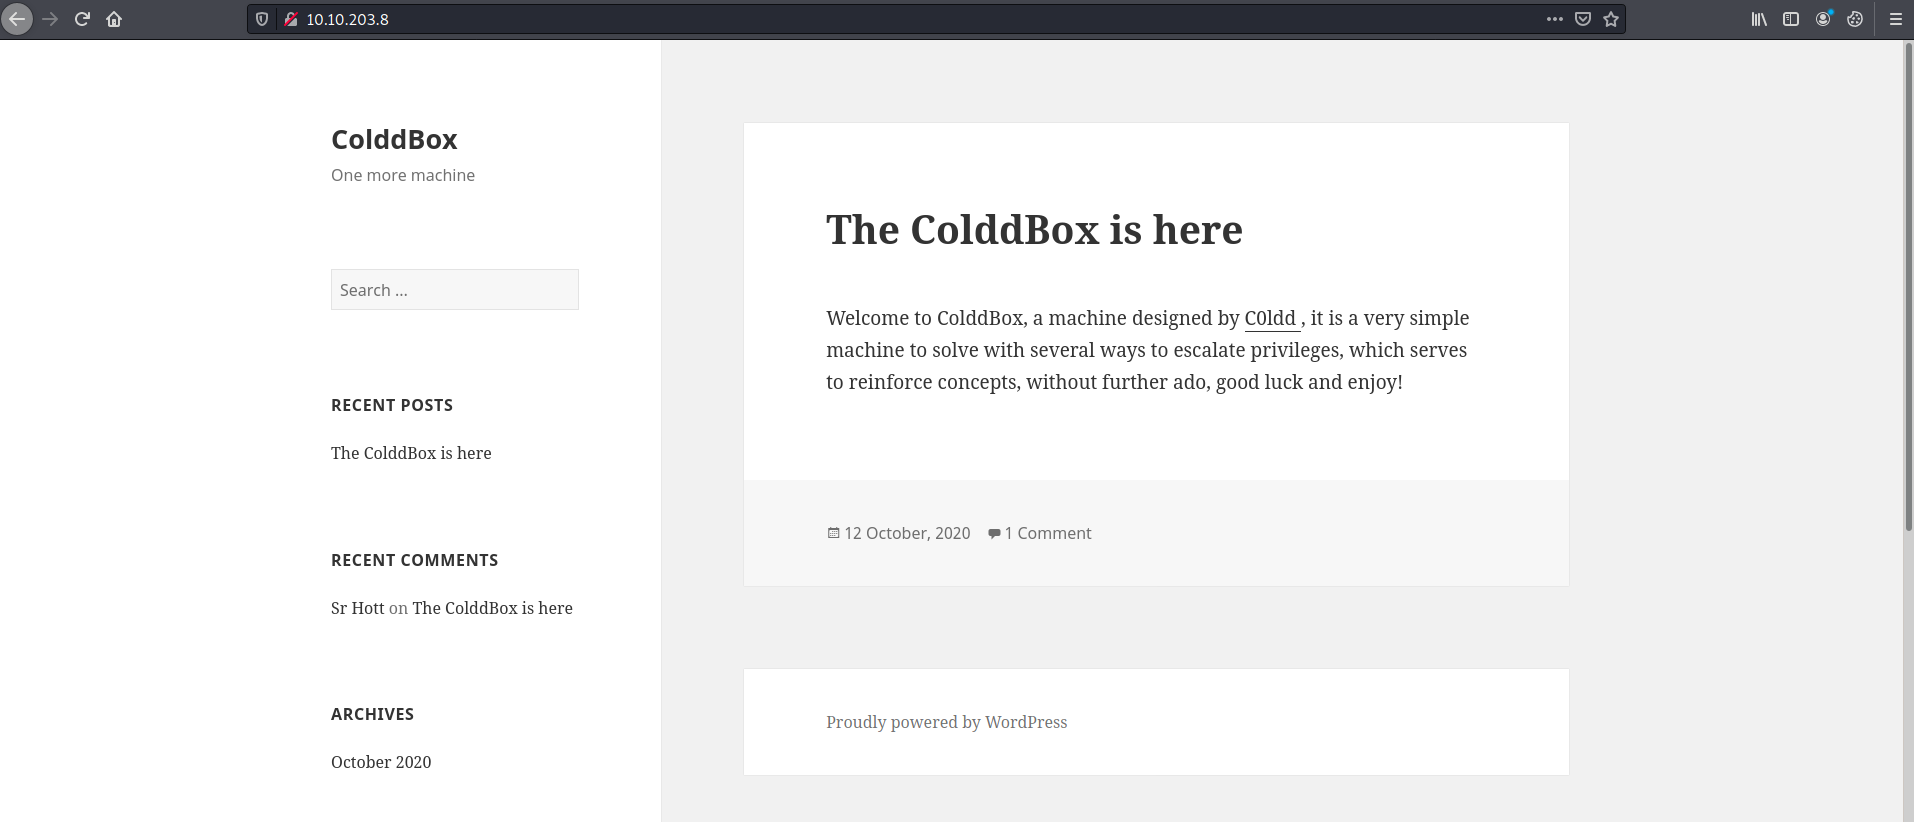 10.10.203.8
ColddBox
One more machine
Search ...
RECENT POSTS
The ColddBox is here
RECENT COMMENTS
Sr Hott on The ColddBox is here
ARCHIVES
October 2020
The ColddBox is here
Welcome to ColddBox, a machine designed by C0ldd , it is a very simple
machine to solve with several ways to escalate privileges, which serves
to reinforce concepts, without further ado, good luck and enjoy!
12 October, 2020 1 Comment
Proudly powered by WordPress